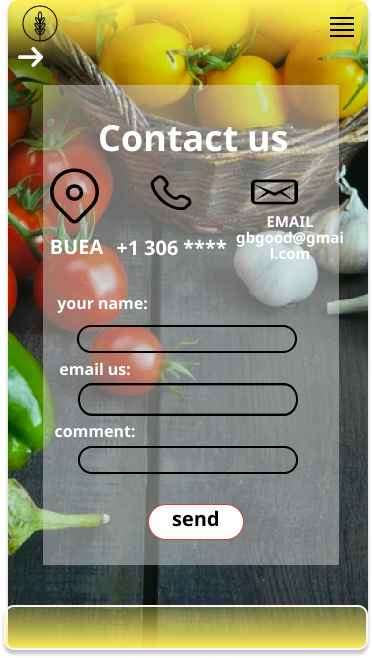 Contact us
BUEA
+1 306 ****
EMAIL
gbgood@gmai
l.com
your name:
email us:
comment:
send